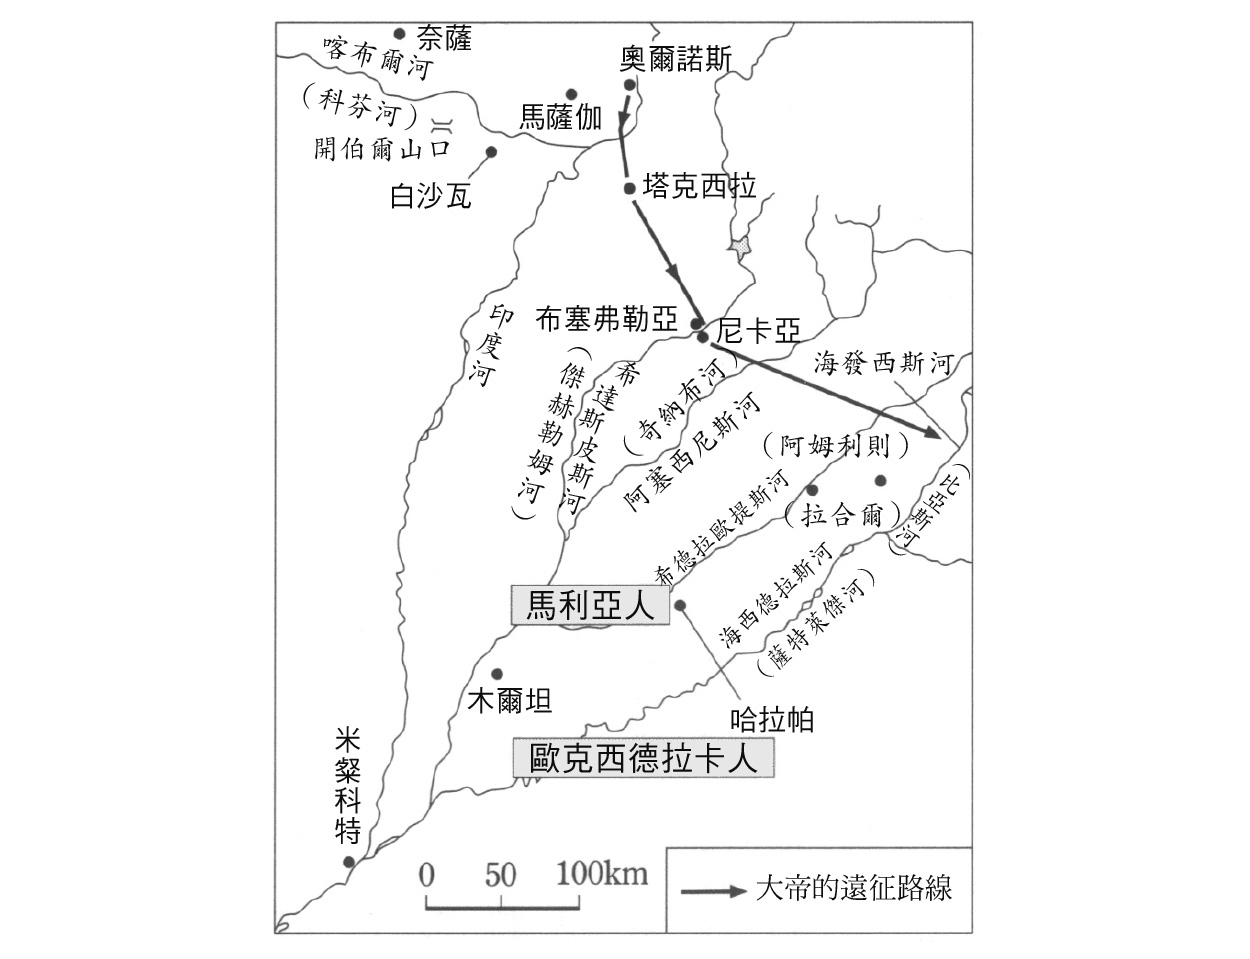 奈薩
喀布爾河
(科芬河)
開伯爾山口
白沙瓦
馬薩伽
奧爾諾斯
塔克西拉
布塞弗勒亞
尼卡亞
印度河
希達斯皮斯河
(傑赫勒姆河)
(奇納布河)
阿塞西尼斯河
海發西斯河
(阿姆利則)
(拉合爾)
(比亞斯河)
希德拉歐提斯河
海西德拉斯河
(薩特萊傑河)
馬利亞人
木爾坦
哈拉帕
歐克西德拉卡人
米粲科特
0 50 100km
大帝的遠征路線